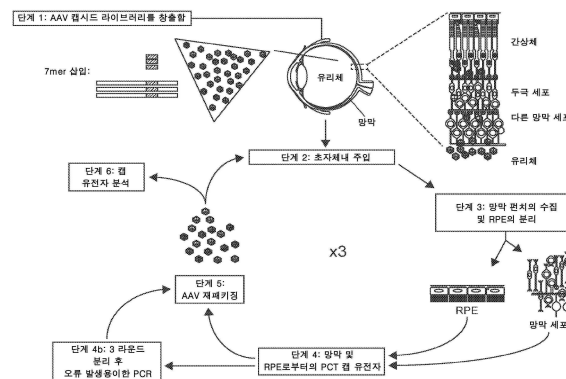 단계 1: AAV 캡시드 라이브러리를 창출함
7mer 삽입:
유리체
망막
간상체
두극 세포
다른 망막 세포
유리체
단계 2: 초자체내 주입
단계 6: 캡
유전자 분석
단계 3: 망막 펀치의 수집
및 RPE의 분리
x3
단계 5:
AAV 재패키징
RPE
망막 세포
단계 4b: 3 라운드
분리 후
오류 발생용이한 PCR
단계 4: 망막 및
RPE로부터의 PCT 캡 유전자